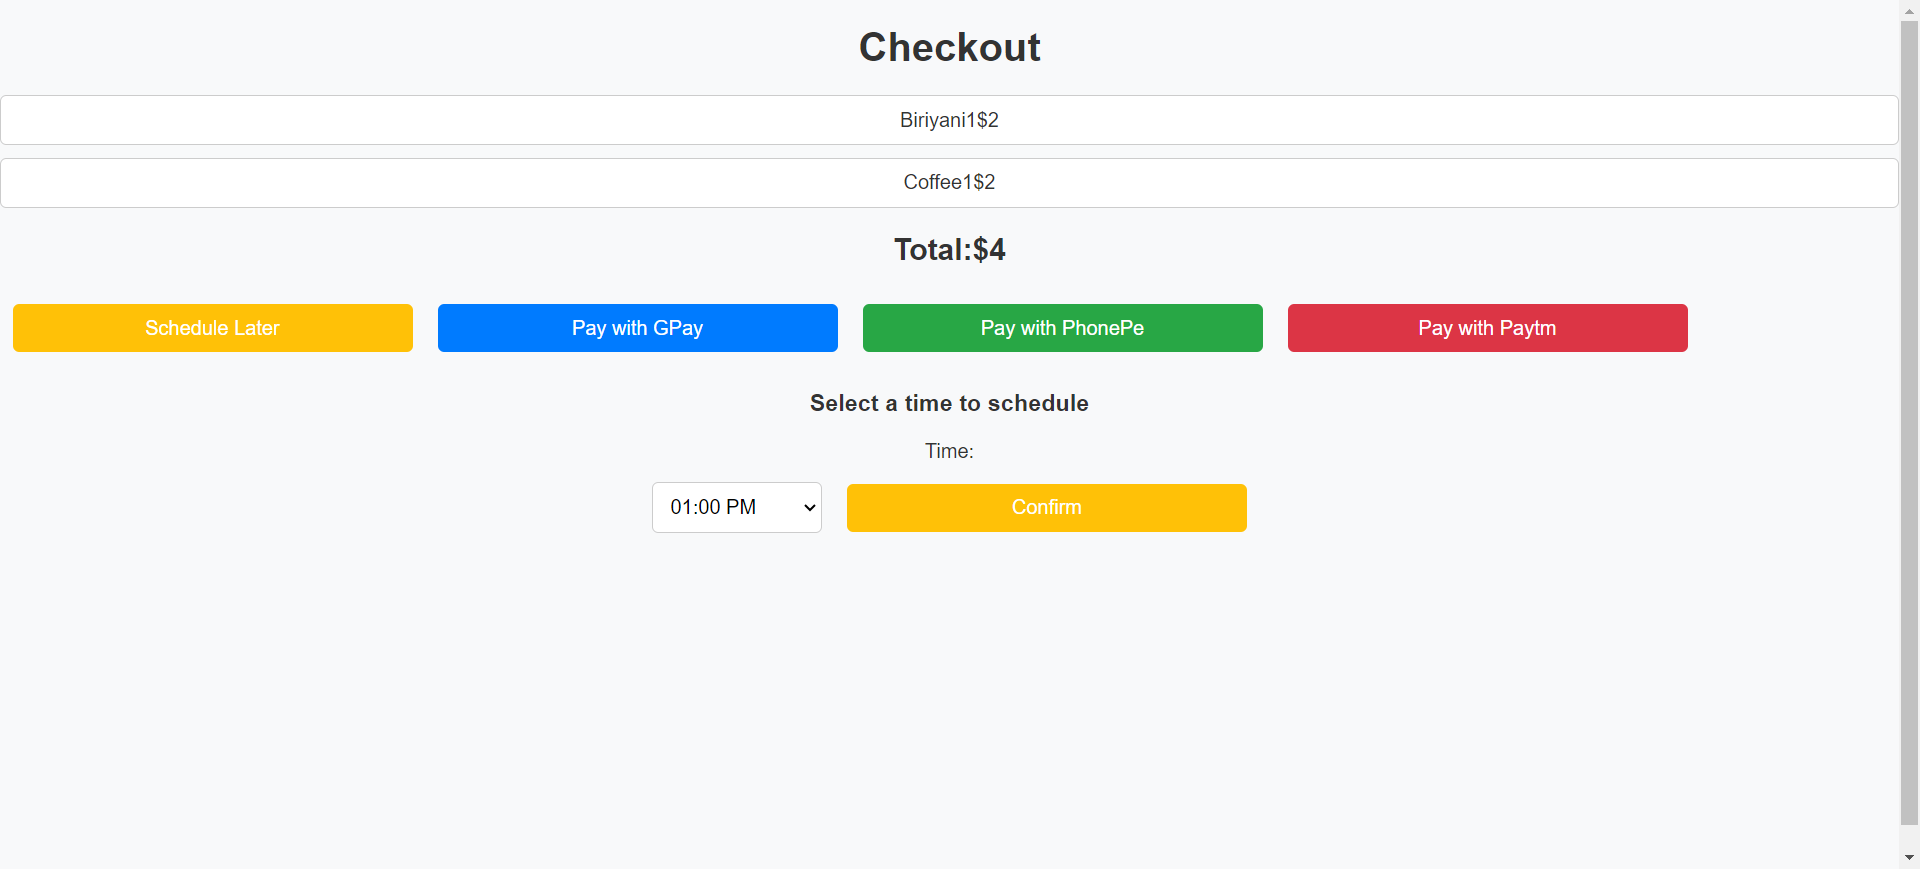 Checkout
Biriyani1$2
Coffee1$2
Total:$4
Schedule Later Pay with GPay Pay with PhonePe Pay with Paytm
Select a time to schedule
Time:
01:00 PM Confirm